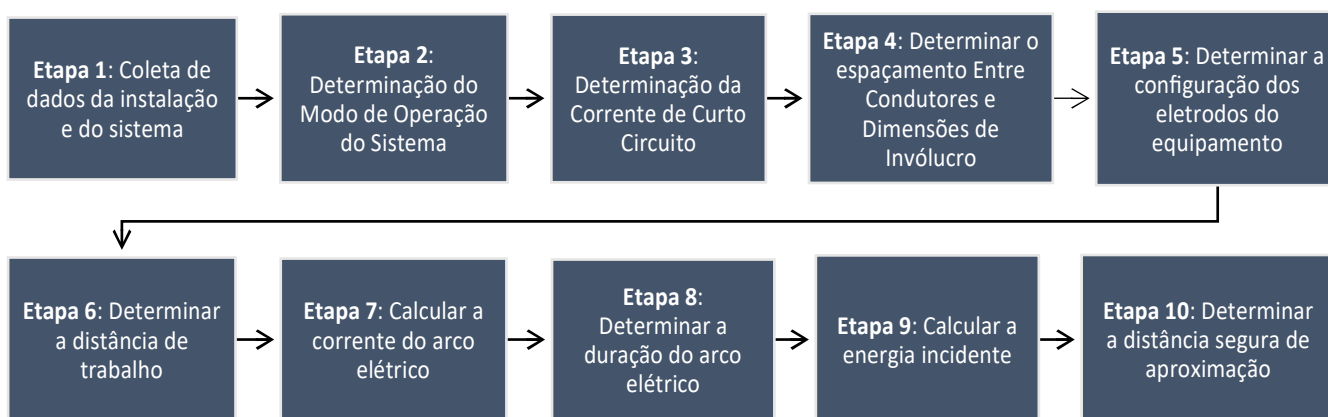 Etapa 1: Coleta de
dados da instalação
e do sistema
Etapa 2:
Determinação do
Modo de Operação
do Sistema
Etapa 3:
Determinação da
Corrente de Curto
Circuito
Etapa 4: Determinar o
espaçamento Entre
Condutores e
Dimensões de
Invólucro
Etapa 5: Determinar a
configuração dos
eletrodos do
equipamento
Etapa 6: Determinar
a distância de
trabalho
Etapa 7: Calcular a
corrente do arco
elétrico
Etapa 8:
Determinar a
duração do arco
elétrico
Etapa 9: Calcular a
energia incidente
Etapa 10: Determinar
a distância segura de
aproximação